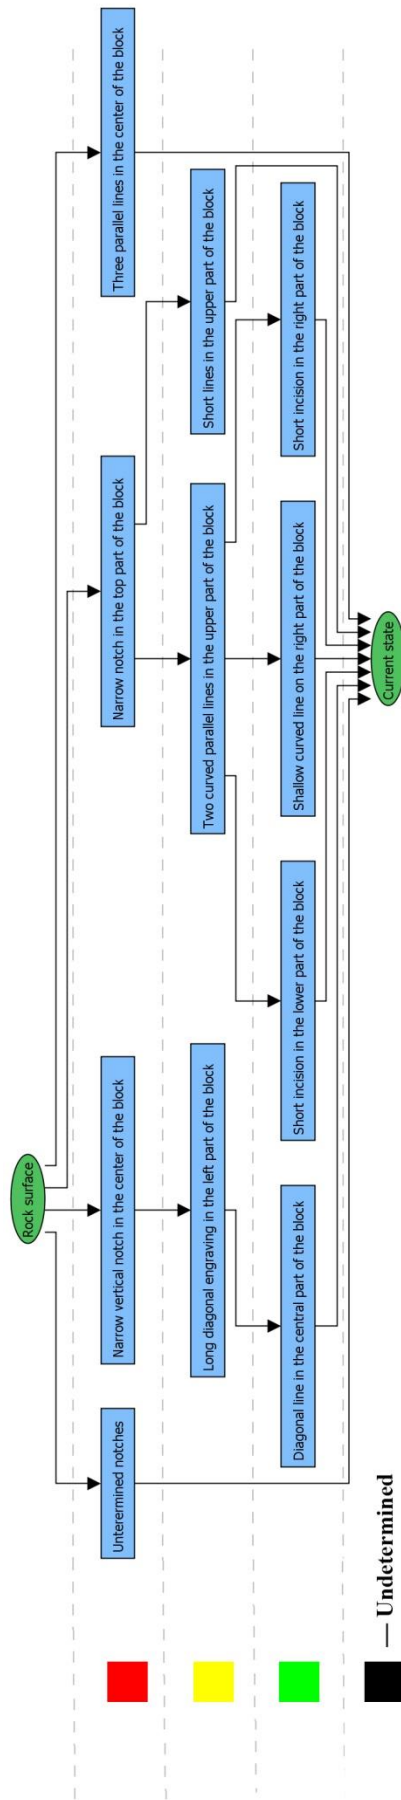 Rock surface
Unterermined notches
Narrow vertical notch in the center of the block
Narrow notch in the top part of the block
Three parallel lines in the center of the block
Long diagonal engraving in the left part of the block
Two curved parallel lines in the upper part of the block
Short lines in the upper part of the block
Diagonal line in the central part of the block
Short incision in the lower part of the block
Shallow curved line on the right part of the block
Short incision in the right part of the block
Current state
— Undetermined